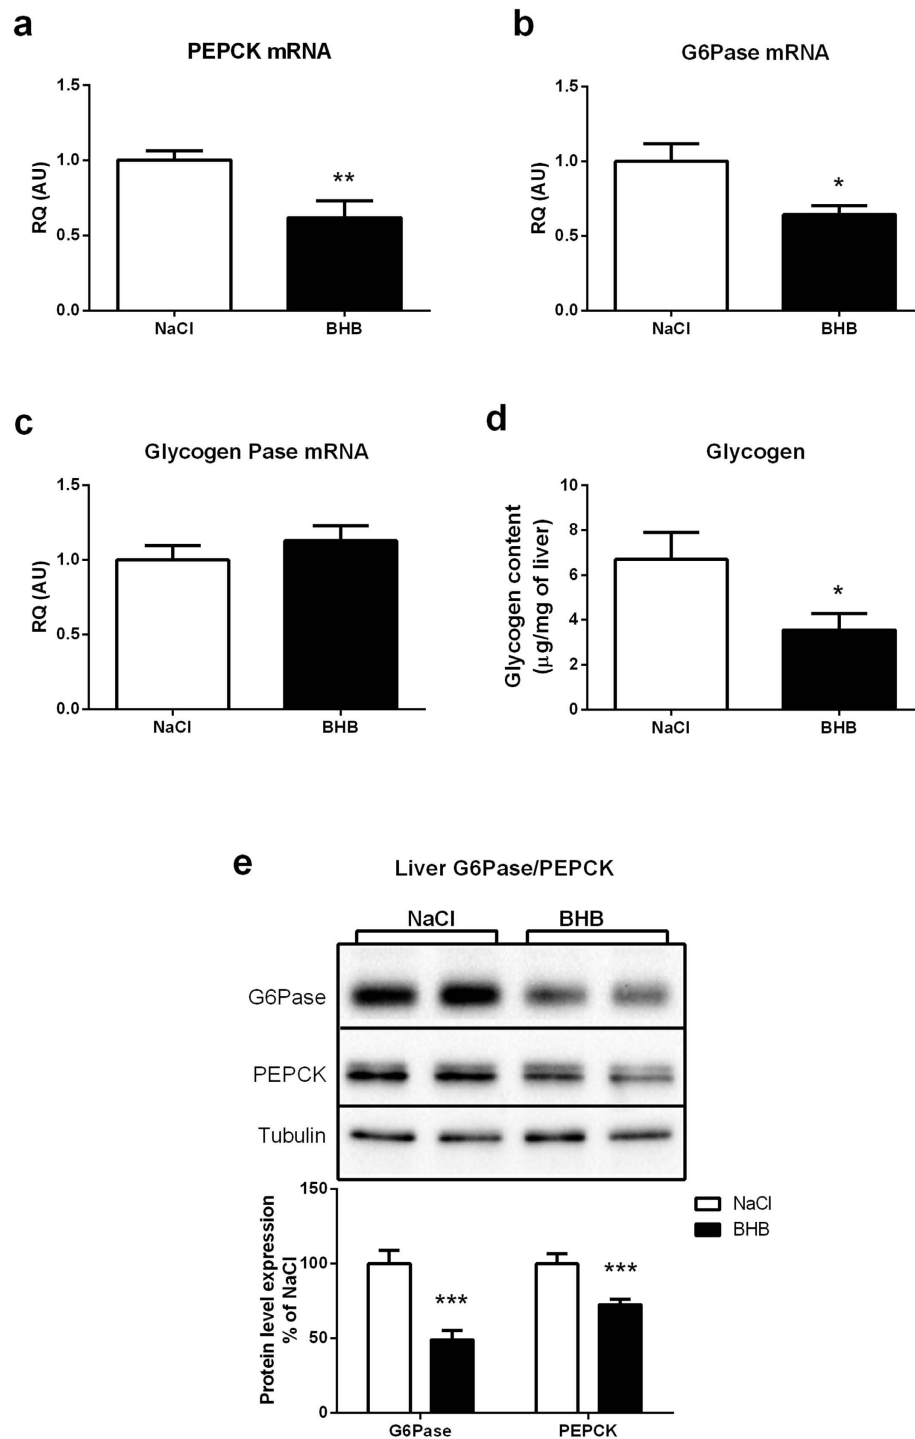 a
PEPCK mRNA
RQ (AU)
1.5
1.0
**
0.5
0.0
NaCl
BHB
b
G6Pase mRNA
RQ (AU)
1.5
1.0
*
0.5
0.0
NaCl
BHB
c
Glycogen Pase mRNA
RQ (AU)
1.5
1.0
0.5
0.0
NaCl
BHB
d
Glycogen
Glycogen content
(μg/mg of liver)
10
8
6
*
4
2
0
NaCl
BHB
e
Liver G6Pase/PEPCK
NaCl
BHB
G6Pase
PEPCK
Tubulin
Protein level expression
% of NaCl
150
100
50
0
***
***
G6Pase
PEPCK
NaCl
BHB